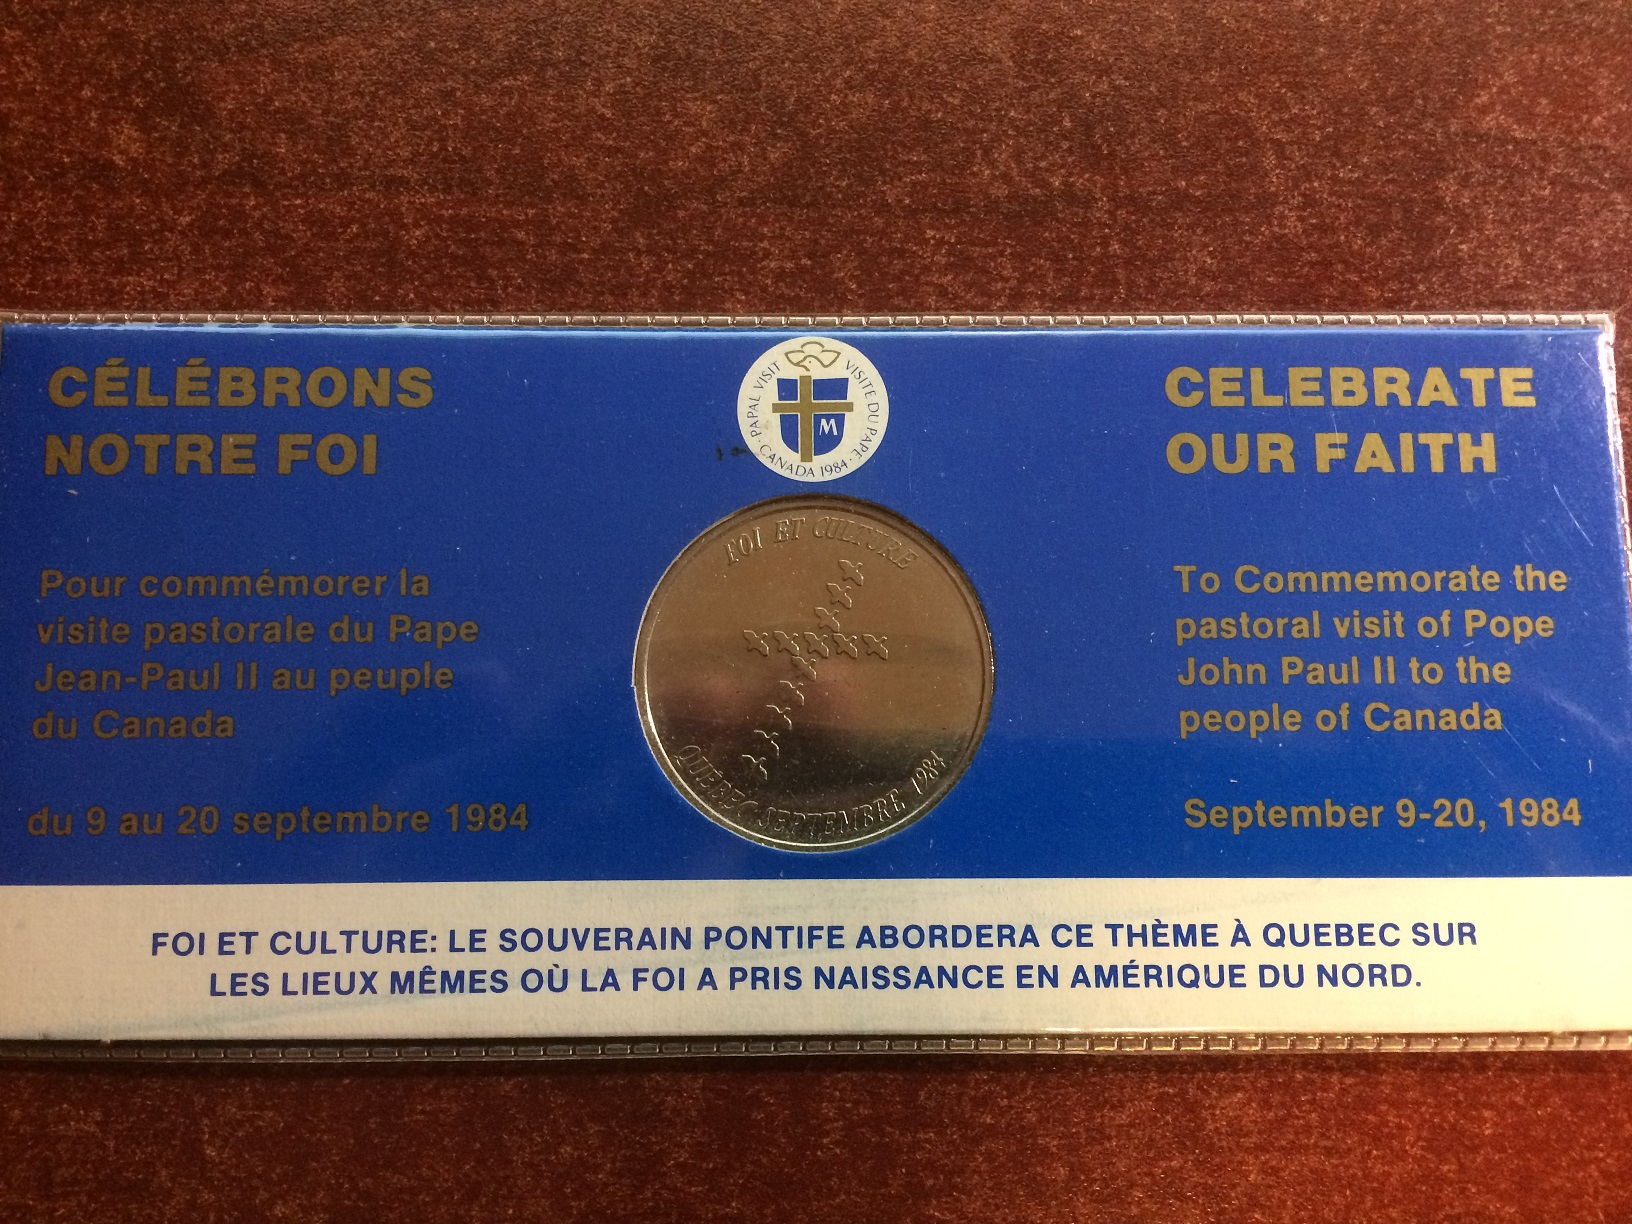 CÉLÉBRONS
NOTRE FOI
Pour commémorer la
visite pastorale du Pape
Jean-Paul II au peuple
du Canada
du 9 au 20 septembre 1984
PAPAL VISIT VISITE DU PAPE
· CANADA 1984 ·
M
FOI ET CULTURE
QUÉBEC SEPTEMBRE 1984
CELEBRATE
OUR FAITH
To Commemorate the
pastoral visit of Pope
John Paul II to the
people of Canada
September 9-20, 1984
FOI ET CULTURE: LE SOUVERAIN PONTIFE ABORDERA CE THÈME À QUEBEC SUR
LES LIEUX MÊMES OÙ LA FOI A PRIS NAISSANCE EN AMÉRIQUE DU NORD.